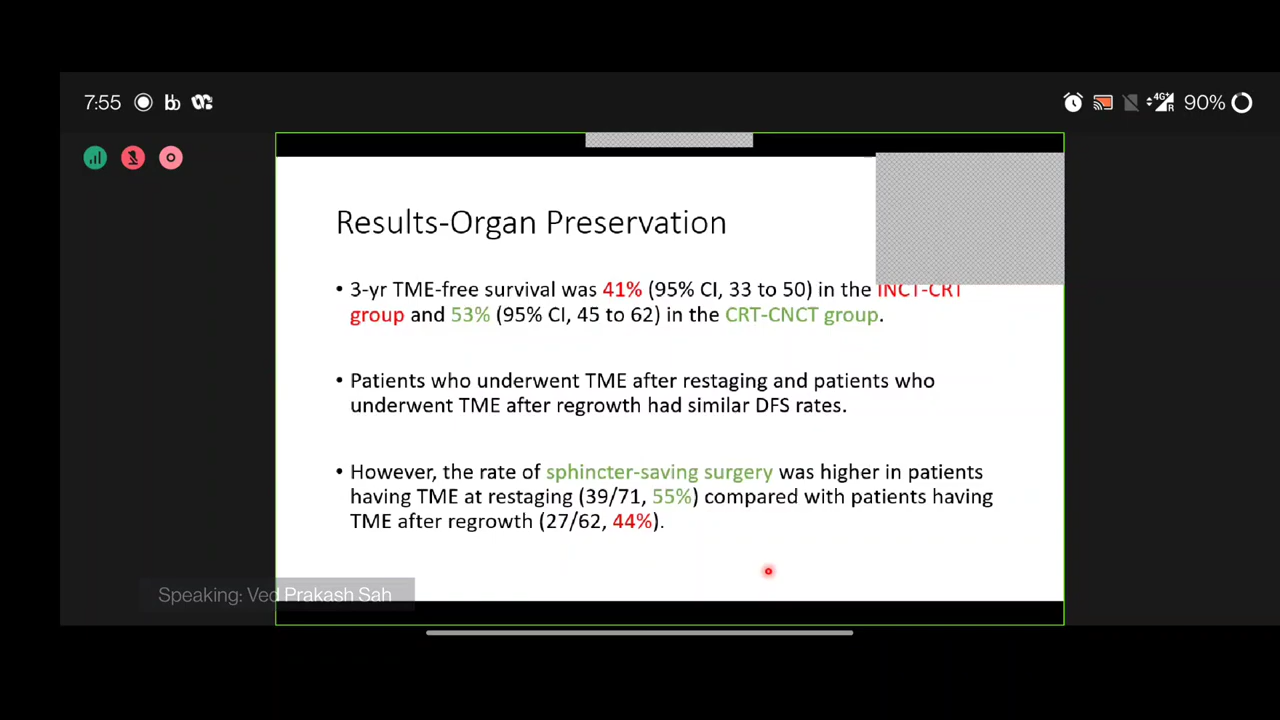 7:55
4G+
R
90%
Results-Organ Preservation
• 3-yr TME-free survival was 41% (95% CI, 33 to 50) in the INCT-CRT
group and 53% (95% CI, 45 to 62) in the CRT-CNCT group.
• Patients who underwent TME after restaging and patients who
underwent TME after regrowth had similar DFS rates.
• However, the rate of sphincter-saving surgery was higher in patients
having TME at restaging (39/71, 55%) compared with patients having
TME after regrowth (27/62, 44%).
Speaking: Ved Prakash Sah